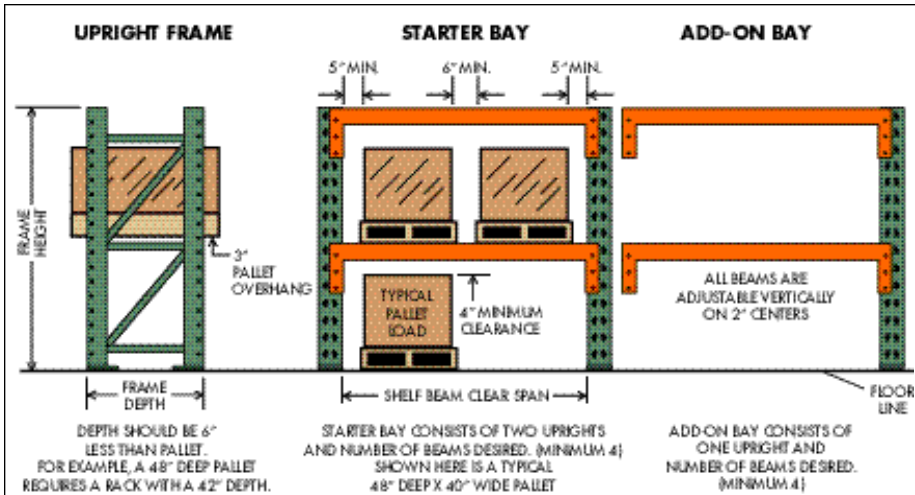 UPRIGHT FRAME
STARTER BAY
ADD-ON BAY
5" MIN.
6" MIN.
5" MIN.
FRAME
HEIGHT
3"
PALLET
OVERHANG
TYPICAL
PALLET
LOAD
4" MINIMUM
CLEARANCE
ALL BEAMS ARE
ADJUSTABLE VERTICALLY
ON 2" CENTERS
FRAME
DEPTH
SHELF BEAM CLEAR SPAN
FLOOR
LINE
DEPTH SHOULD BE 6"
LESS THAN PALLET.
FOR EXAMPLE, A 48" DEEP PALLET
REQUIRES A RACK WITH A 42" DEPTH.
STARTER BAY CONSISTS OF TWO UPRIGHTS
AND NUMBER OF BEAMS DESIRED. (MINIMUM 4)
SHOWN HERE IS A TYPICAL
48" DEEP X 40" WIDE PALLET
ADD-ON BAY CONSISTS OF
ONE UPRIGHT AND
NUMBER OF BEAMS DESIRED.
(MINIMUM 4)